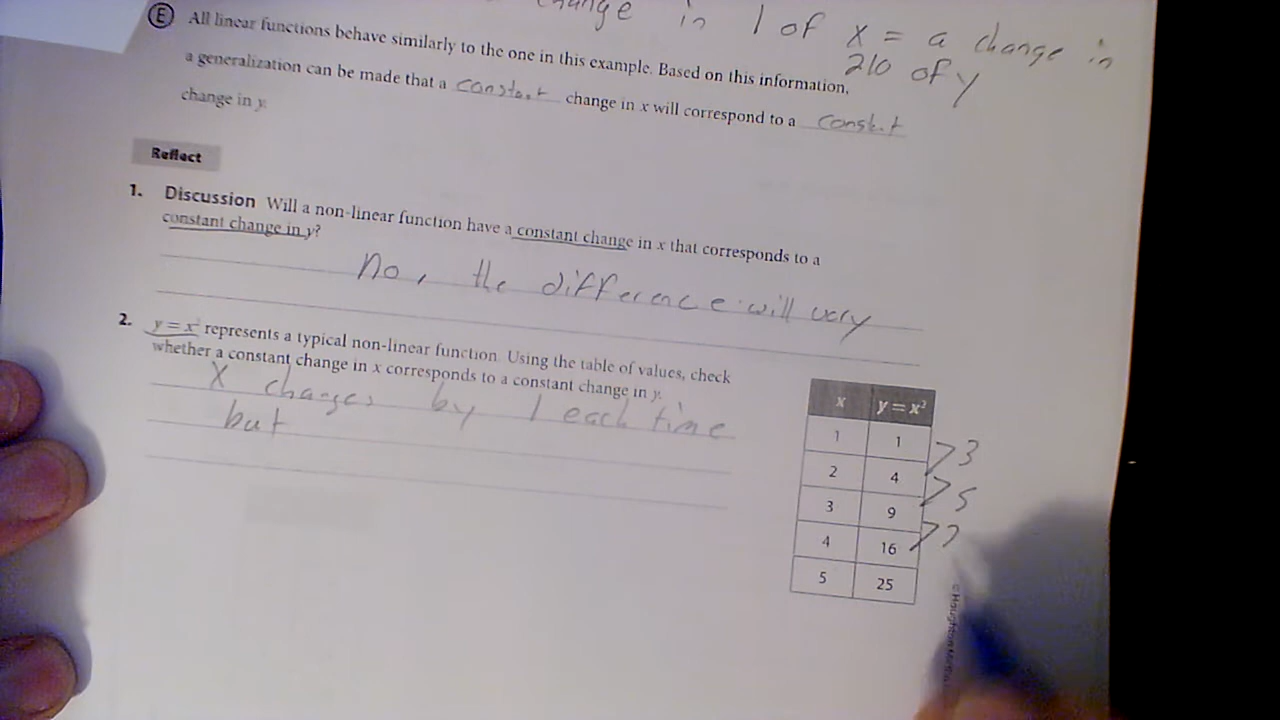 change in 1 of x = a change in
210 of y
E All linear functions behave similarly to the one in this example. Based on this information,
a generalization can be made that a constant change in x will correspond to a const.t
change in y.
Reflect
1. Discussion Will a non-linear function have a constant change in x that corresponds to a
constant change in y?
no, the difference will very
2. y = x² represents a typical non-linear function. Using the table of values, check
whether a constant change in x corresponds to a constant change in y.
x changes by 1 each time
but
x y = x²
1 1
>3
2 4
>5
3 9
>7
4 16
5 25